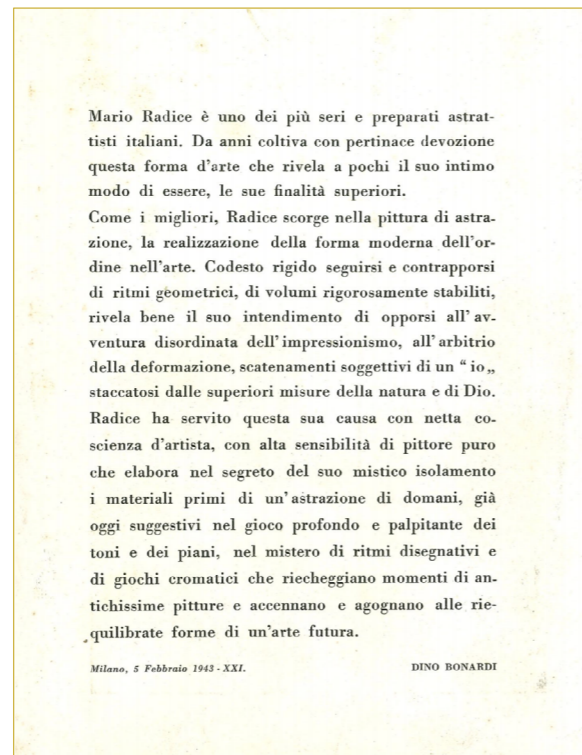 Mario Radice è uno dei più seri e preparati astrat-
tisti italiani. Da anni coltiva con pertinace devozione
questa forma d'arte che rivela a pochi il suo intimo
modo di essere, le sue finalità superiori.
Come i migliori, Radice scorge nella pittura di astra-
zione, la realizzazione della forma moderna dell'or-
dine nell'arte. Codesto rigido seguirsi e contrapporsi
di ritmi geometrici, di volumi rigorosamente stabiliti,
rivela bene il suo intendimento di opporsi all'av-
ventura disordinata dell'impressionismo, all'arbitrio
della deformazione, scatenamenti soggettivi di un “ io „
staccatosi dalle superiori misure della natura e di Dio.
Radice ha servito questa sua causa con netta co-
scienza d'artista, con alta sensibilità di pittore puro
che elabora nel segreto del suo mistico isolamento
i materiali primi di un'astrazione di domani, già
oggi suggestivi nel gioco profondo e palpitante dei
toni e dei piani, nel mistero di ritmi disegnativi e
di giochi cromatici che riecheggiano momenti di an-
tichissime pitture e accennano e agognano alle rie-
quilibrate forme di un'arte futura.
Milano, 5 Febbraio 1943 - XXI. DINO BONARDI